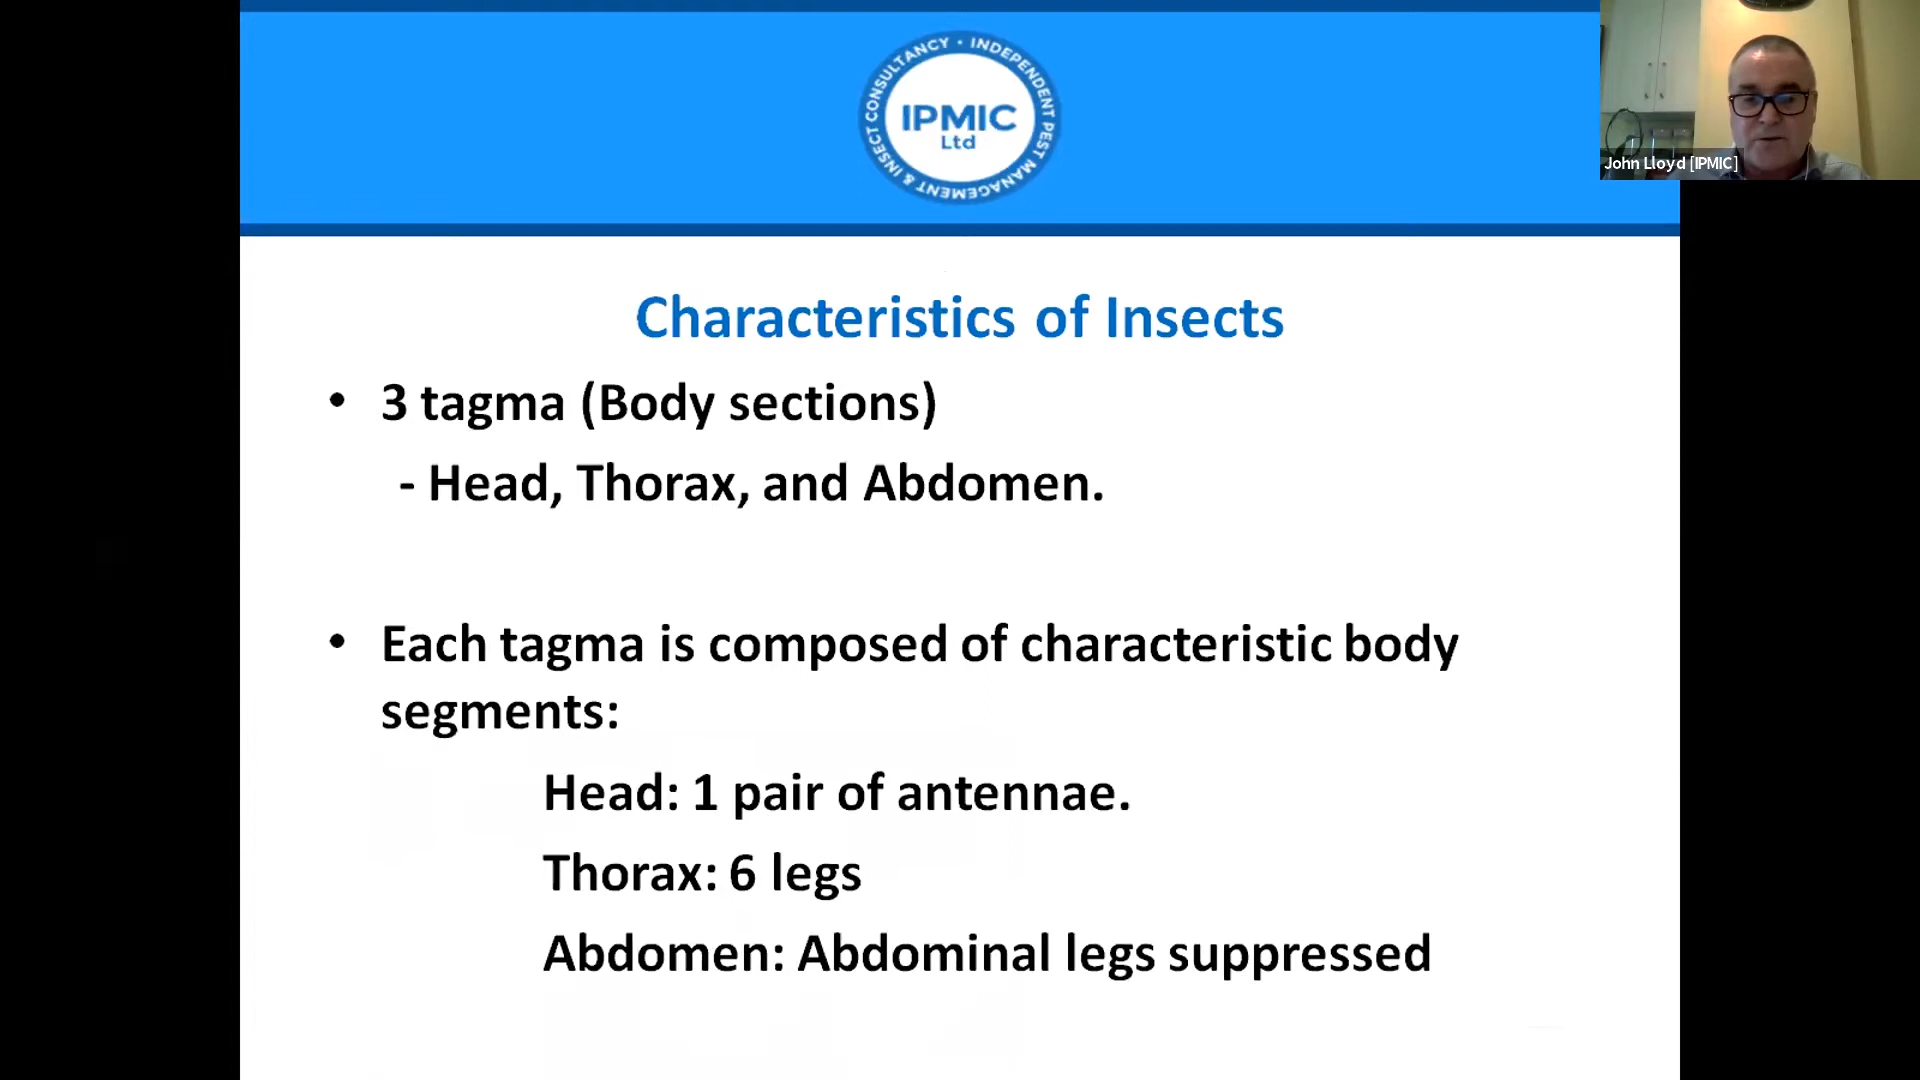 INDEPENDENT PEST MANAGEMENT & INSECT CONSULTANCY •
IPMIC
Ltd
John Lloyd [IPMIC]
Characteristics of Insects
• 3 tagma (Body sections)
- Head, Thorax, and Abdomen.
• Each tagma is composed of characteristic body
segments:
Head: 1 pair of antennae.
Thorax: 6 legs
Abdomen: Abdominal legs suppressed